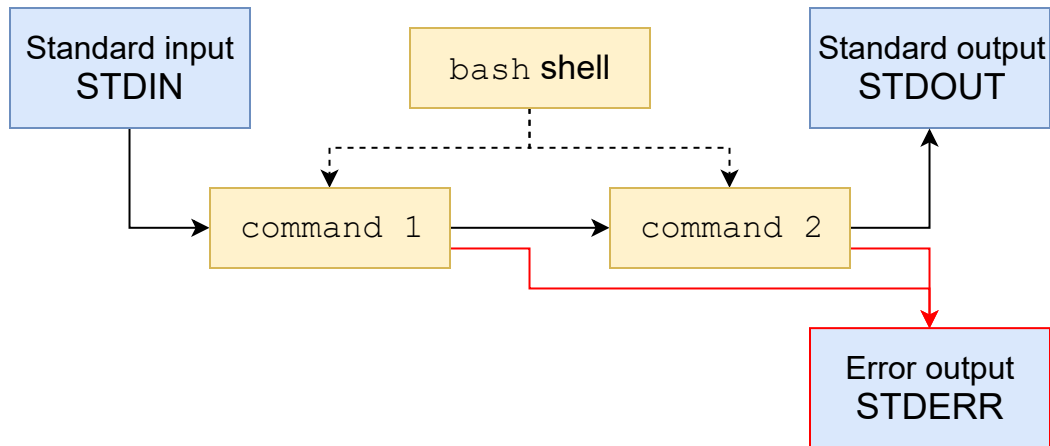 Standard input
STDIN
bash shell
Standard output
STDOUT
command 1
command 2
Error output
STDERR